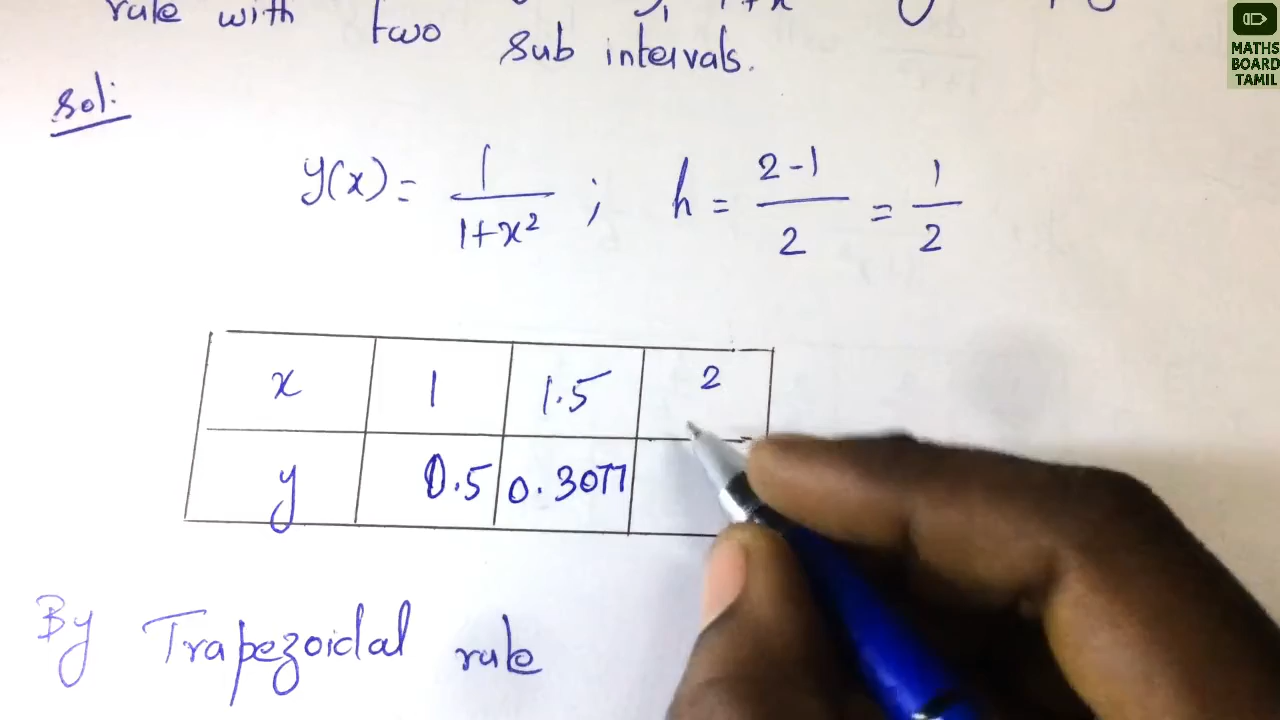 rule with two
sub intervals.
MATHS
BOARD
TAMIL
Sol:
y(x) = 1/1+x² ; h = 2-1/2 = 1/2
x 1 1.5 2
y 0.5 0.3077
By Trapezoidal rule